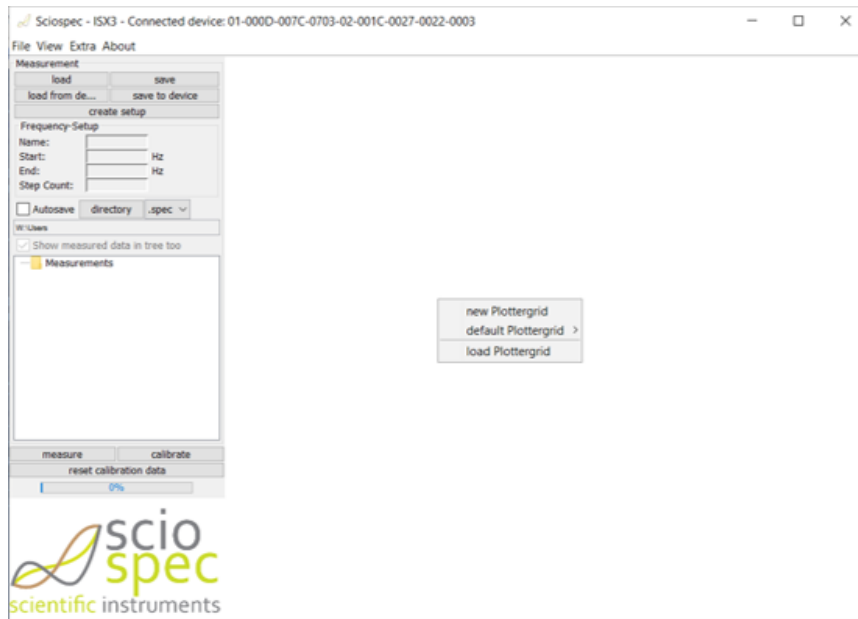 Sciospec - ISX3 - Connected device: 01-000D-007C-0703-02-001C-0027-0022-0003
File View Extra About
Measurement
load save
load from de... save to device
create setup
Frequency-Setup
Name:
Start: Hz
End: Hz
Step Count:
Autosave directory .spec
W:\Users
Show measured data in tree too
Measurements
new Plottergrid
default Plottergrid
load Plottergrid
measure calibrate
reset calibration data
0%
scio
spec
scientific instruments